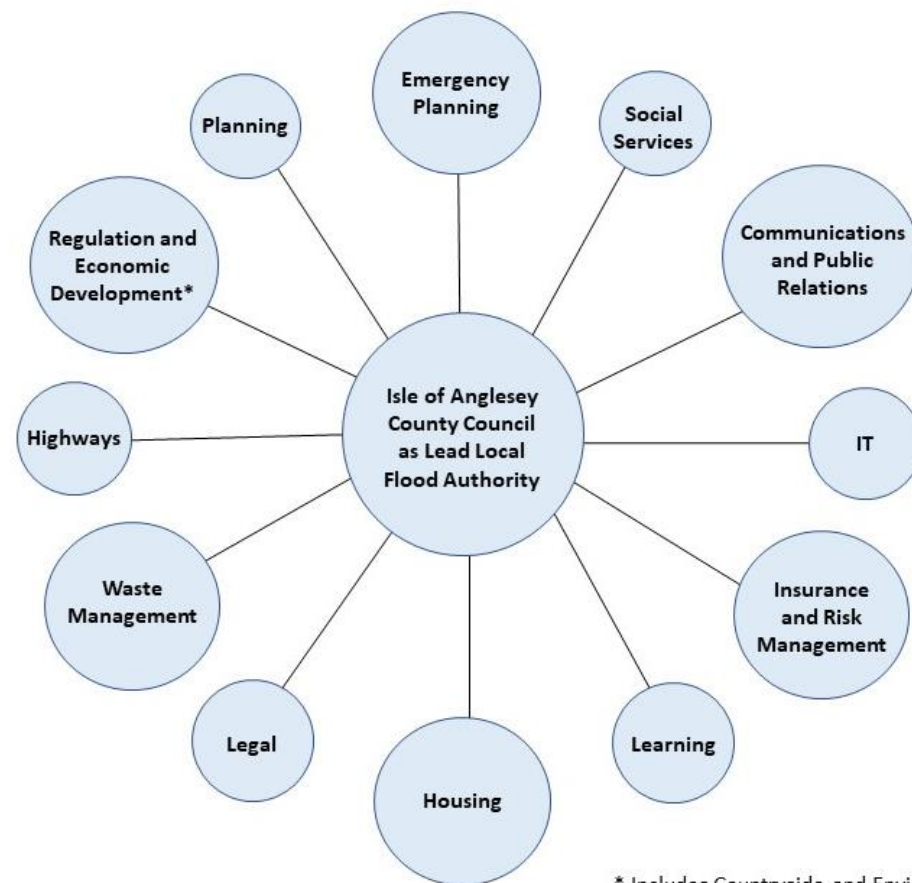 Emergency
Planning
Social
Services
Communications
and Public
Relations
IT
Insurance
and Risk
Management
Learning
Housing
Legal
Waste
Management
Highways
Regulation and
Economic
Development*
Planning
Isle of Anglesey
County Council
as Lead Local
Flood Authority
* Includes Countryside and